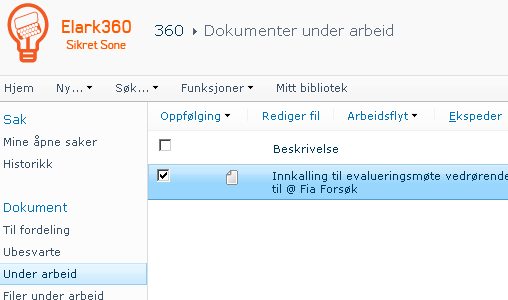 Elark360
Sikret Sone
360 Dokumenter under arbeid
Hjem Ny... Søk... Funksjoner Mitt bibliotek
Sak
Mine åpne saker
Historikk
Dokument
Til fordeling
Ubesvarte
Under arbeid
Filer under arbeid
Oppfølging Rediger fil Arbeidsflyt Ekspeder
Beskrivelse
Innkalling til evalueringsmøte vedrørende
til @ Fia Forsøk